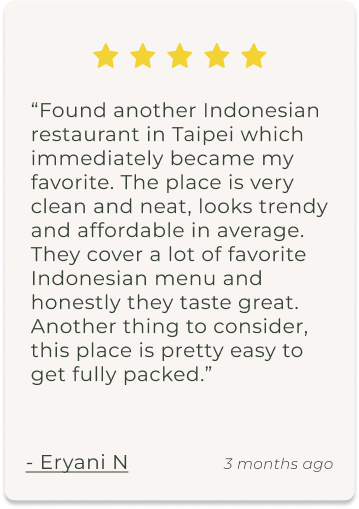 “Found another Indonesian
restaurant in Taipei which
immediately became my
favorite. The place is very
clean and neat, looks trendy
and affordable in average.
They cover a lot of favorite
Indonesian menu and
honestly they taste great.
Another thing to consider,
this place is pretty easy to
get fully packed.”
- Eryani N
3 months ago